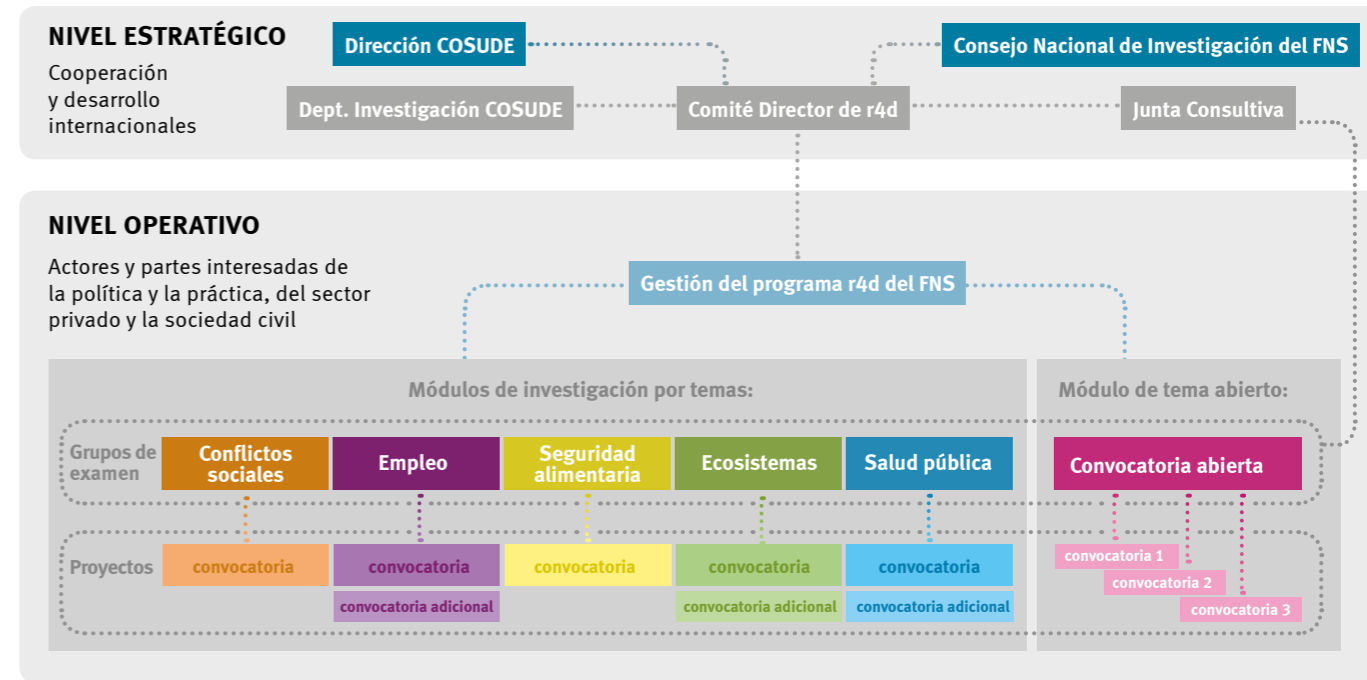 NIVEL ESTRATÉGICO
Cooperación
y desarrollo
internacionales
Dirección COSUDE
Consejo Nacional de Investigación del FNS
Dept. Investigación COSUDE
Comité Director de r4d
Junta Consultiva
NIVEL OPERATIVO
Actores y partes interesadas de
la política y la práctica, del sector
privado y la sociedad civil
Gestión del programa r4d del FNS
Módulos de investigación por temas:
Módulo de tema abierto:
Grupos de
examen
Conflictos
sociales
Empleo
Seguridad
alimentaria
Ecosistemas
Salud pública
Convocatoria abierta
Proyectos
convocatoria
convocatoria
convocatoria
convocatoria
convocatoria
convocatoria adicional
convocatoria adicional
convocatoria adicional
convocatoria 1
convocatoria 2
convocatoria 3